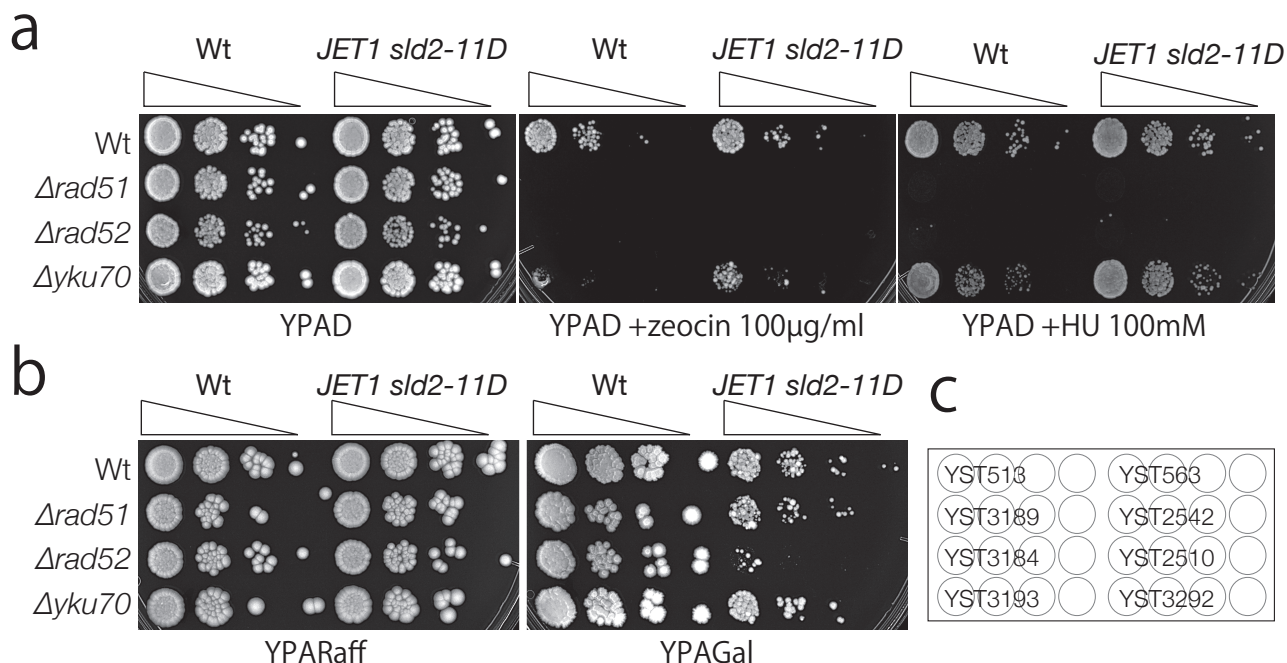 a
Wt JET1 sld2-11D Wt JET1 sld2-11D Wt JET1 sld2-11D
Wt
Δrad51
Δrad52
Δyku70
YPAD YPAD +zeocin 100μg/ml YPAD +HU 100mM
b
Wt JET1 sld2-11D Wt JET1 sld2-11D
Wt
Δrad51
Δrad52
Δyku70
YPARaff YPAGal
c
YST513 YST563
YST3189 YST2542
YST3184 YST2510
YST3193 YST3292